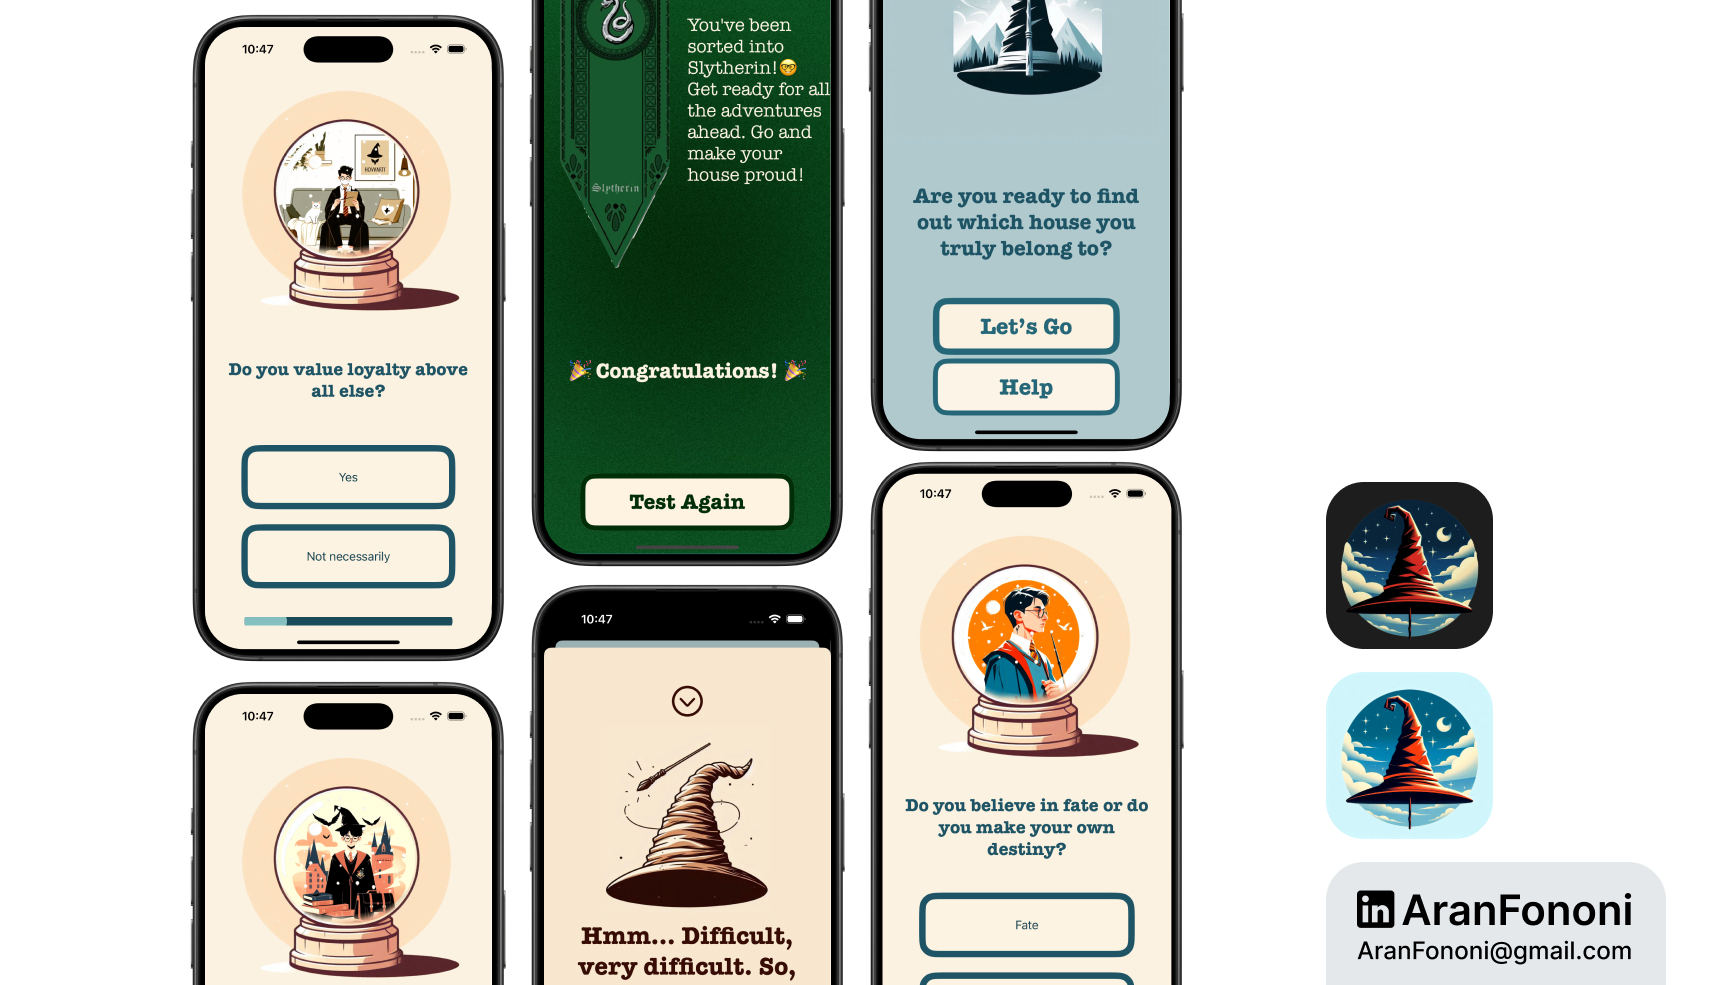 10:47
HOVWARTE
Do you value loyalty above
all else?
Yes
Not necessarily
10:47
You've been
sorted into
Slytherin!🤓
Get ready for all
the adventures
ahead. Go and
make your
house proud!
Slytherin
🎉 Congratulations! 🎉
Test Again
10:47
Hmm... Difficult,
very difficult. So,
Are you ready to find
out which house you
truly belong to?
Let’s Go
Help
10:47
Do you believe in fate or do
you make your own
destiny?
Fate
in AranFononi
AranFononi@gmail.com